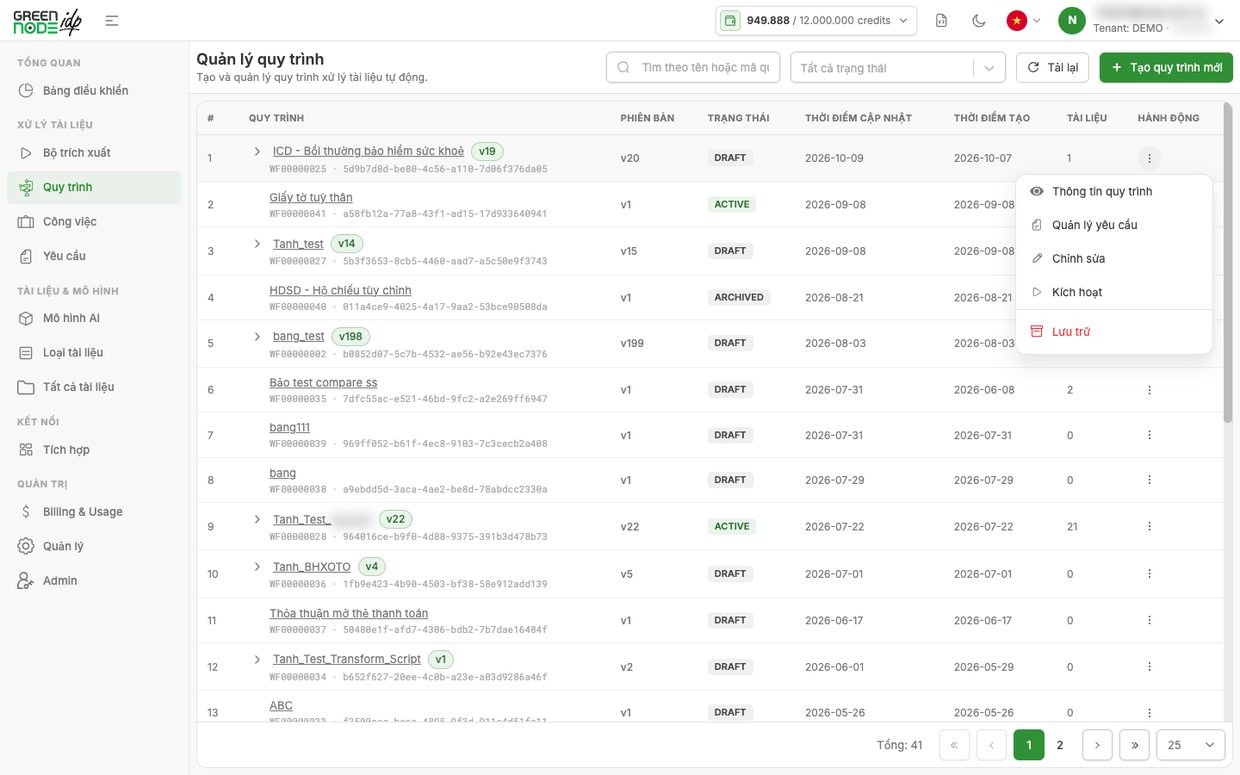 GREEN NODE idp
949.888 / 12.000.000 credits
N
Tenant: DEMO ·
TỔNG QUAN
Bảng điều khiển
XỬ LÝ TÀI LIỆU
Bộ trích xuất
Quy trình
Công việc
Yêu cầu
TÀI LIỆU & MÔ HÌNH
Mô hình AI
Loại tài liệu
Tất cả tài liệu
KẾT NỐI
Tích hợp
QUẢN TRỊ
Billing & Usage
Quản lý
Admin
Quản lý quy trình
Tạo và quản lý quy trình xử lý tài liệu tự động.
Tìm theo tên hoặc mã qu
Tất cả trạng thái
Tải lại
+ Tạo quy trình mới
# QUY TRÌNH PHIÊN BẢN TRẠNG THÁI THỜI ĐIỂM CẬP NHẬT THỜI ĐIỂM TẠO TÀI LIỆU HÀNH ĐỘNG
1 ICD - Bồi thường bảo hiểm sức khoẻ v19 v20 DRAFT 2026-10-09 2026-10-07 1
WF00000025 · 5d9b7d8d-be80-4c56-a110-7d06f376da05
2 Giấy tờ tuỳ thân v1 ACTIVE 2026-09-08 2026-09-08
WF00000041 · a58fb12a-77a8-43f1-ad15-17d933640941
3 Tanh_test v14 v15 DRAFT 2026-09-08 2026-09-08
WF00000027 · 5b3f3653-8cb5-4460-aad7-a5c50e9f3743
4 HDSD - Hộ chiếu tùy chỉnh v1 ARCHIVED 2026-08-21 2026-08-21
WF00000040 · 011a4ce9-4025-4a17-9aa2-53bce90508da
5 bang_test v198 v199 DRAFT 2026-08-03 2026-08-03
WF00000002 · b0852d07-5c7b-4532-ae56-b92e43ec7376
Thông tin quy trình
Quản lý yêu cầu
Chỉnh sửa
Kích hoạt
Lưu trữ
6 Bảo test compare ss v1 DRAFT 2026-07-31 2026-06-08 2
WF00000035 · 7dfc55ac-e521-46bd-9fc2-a2e269ff6947
7 bang111 v1 DRAFT 2026-07-31 2026-07-31 0
WF00000039 · 969ff052-b61f-4ec8-9103-7c3cecb2a408
8 bang v1 DRAFT 2026-07-29 2026-07-29 0
WF00000038 · a9ebdd5d-3aca-4ae2-be8d-78abdcc2330a
9 Tanh_Test_ v22 v22 ACTIVE 2026-07-22 2026-07-22 21
WF00000028 · 964016ce-b9f0-4d88-9375-391b3d478b73
10 Tanh_BHXOTO v4 v5 DRAFT 2026-07-01 2026-07-01 0
WF00000036 · 1fb9e423-4b90-4503-bf38-58e912add139
11 Thỏa thuận mở thẻ thanh toán v1 DRAFT 2026-06-17 2026-06-17 0
WF00000037 · 50480e1f-afd7-4306-bdb2-7b7dae16484f
12 Tanh_Test_Transform_Script v1 v2 DRAFT 2026-06-01 2026-05-29 0
WF00000034 · b652f627-20ee-4c0b-a23e-a03d9286a46f
13 ABC v1 DRAFT 2026-05-26 2026-05-26 0
Tổng: 41 « ‹ 1 2 › » 25